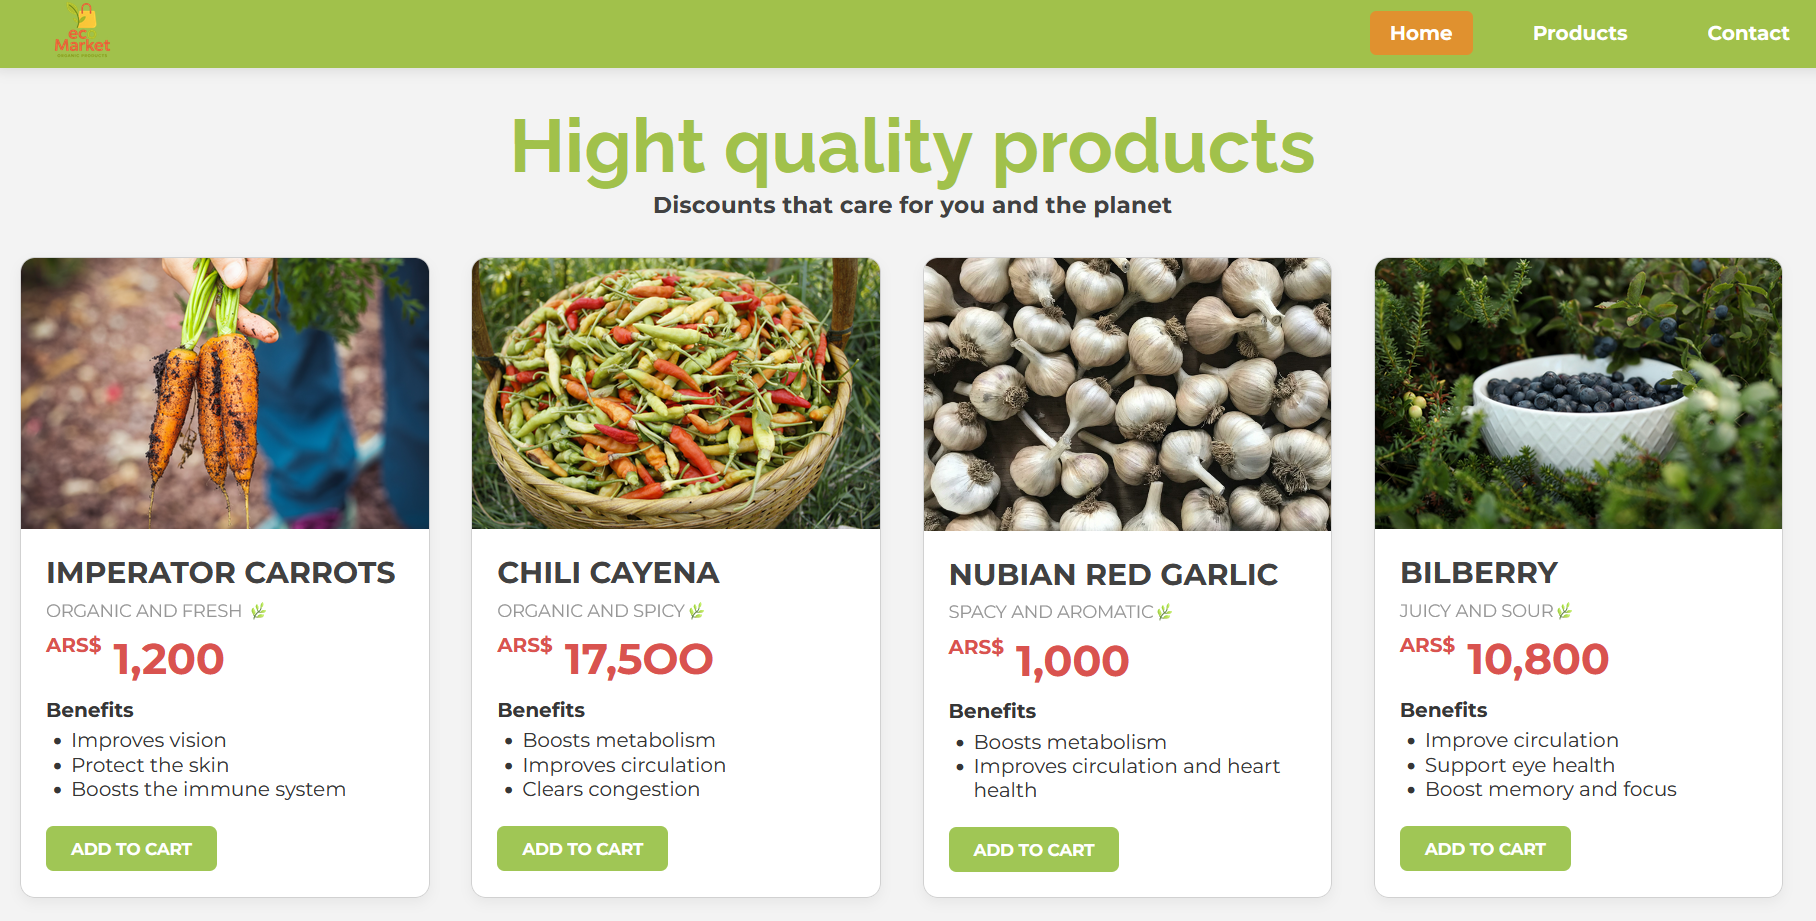 ec
Market
ORGANIC PRODUCTS
Home
Products
Contact
Hight quality products
Discounts that care for you and the planet
IMPERATOR CARROTS
ORGANIC AND FRESH
ARS$ 1,200
Benefits
• Improves vision
• Protect the skin
• Boosts the immune system
ADD TO CART
CHILI CAYENA
ORGANIC AND SPICY
ARS$ 17,5OO
Benefits
• Boosts metabolism
• Improves circulation
• Clears congestion
ADD TO CART
NUBIAN RED GARLIC
SPACY AND AROMATIC
ARS$ 1,000
Benefits
• Boosts metabolism
• Improves circulation and heart
health
ADD TO CART
BILBERRY
JUICY AND SOUR
ARS$ 10,800
Benefits
• Improve circulation
• Support eye health
• Boost memory and focus
ADD TO CART